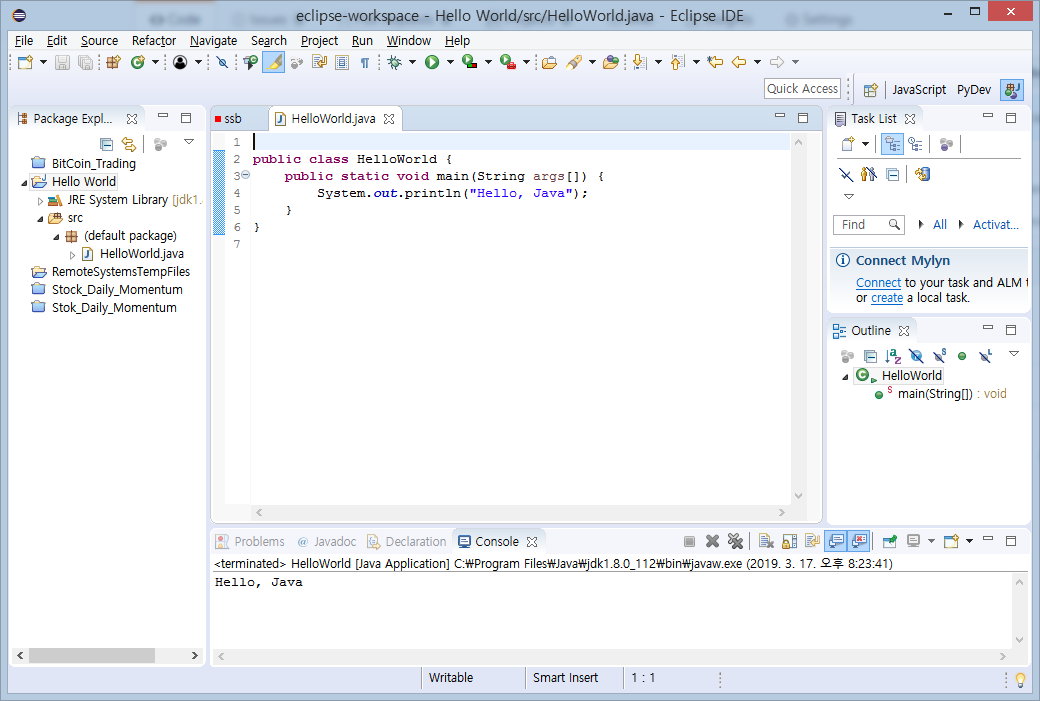 eclipse-workspace - Hello World/src/HelloWorld.java - Eclipse IDE
File Edit Source Refactor Navigate Search Project Run Window Help
Quick Access
JavaScript PyDev
Package Expl...
BitCoin_Trading
Hello World
JRE System Library [jdk1.
src
(default package)
HelloWorld.java
RemoteSystemsTempFiles
Stock_Daily_Momentum
Stok_Daily_Momentum
ssb HelloWorld.java
1
2 public class HelloWorld {
3 public static void main(String args[]) {
4 System.out.println("Hello, Java");
5 }
6 }
7
Task List
Find All Activat...
Connect Mylyn
Connect to your task and ALM t
or create a local task.
Outline
HelloWorld
main(String[]) : void
Problems @ Javadoc Declaration Console
<terminated> HelloWorld [Java Application] C:₩Program Files₩Java₩jdk1.8.0_112₩bin₩javaw.exe (2019. 3. 17. 오후 8:23:41)
Hello, Java
Writable Smart Insert 1 : 1